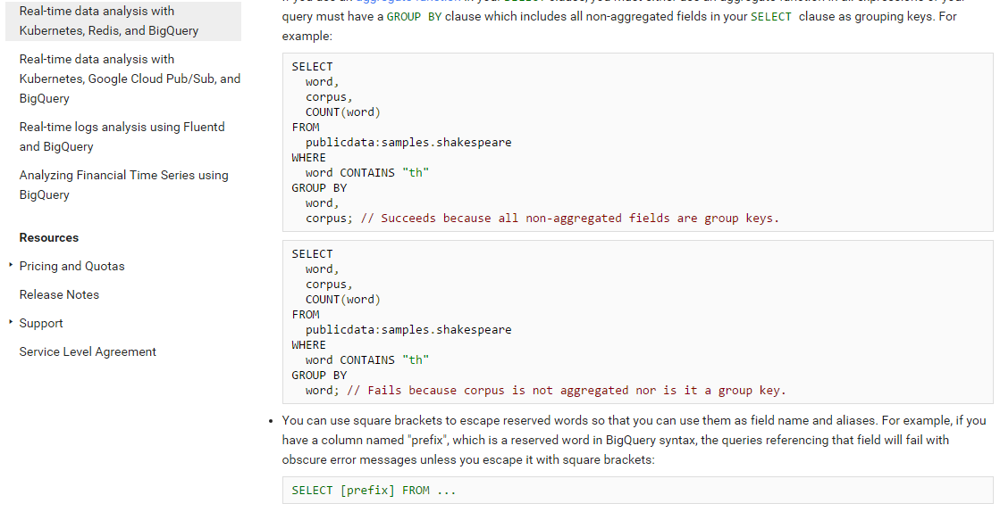 Real-time data analysis with
Kubernetes, Redis, and BigQuery
Real-time data analysis with
Kubernetes, Google Cloud Pub/Sub, and
BigQuery
Real-time logs analysis using Fluentd
and BigQuery
Analyzing Financial Time Series using
BigQuery
Resources
Pricing and Quotas
Release Notes
Support
Service Level Agreement
query must have a GROUP BY clause which includes all non-aggregated fields in your SELECT clause as grouping keys. For
example:
SELECT
word,
corpus,
COUNT(word)
FROM
publicdata:samples.shakespeare
WHERE
word CONTAINS "th"
GROUP BY
word,
corpus; // Succeeds because all non-aggregated fields are group keys.
SELECT
word,
corpus,
COUNT(word)
FROM
publicdata:samples.shakespeare
WHERE
word CONTAINS "th"
GROUP BY
word; // Fails because corpus is not aggregated nor is it a group key.
• You can use square brackets to escape reserved words so that you can use them as field name and aliases. For example, if you
have a column named "prefix", which is a reserved word in BigQuery syntax, the queries referencing that field will fail with
obscure error messages unless you escape it with square brackets:
SELECT [prefix] FROM ...